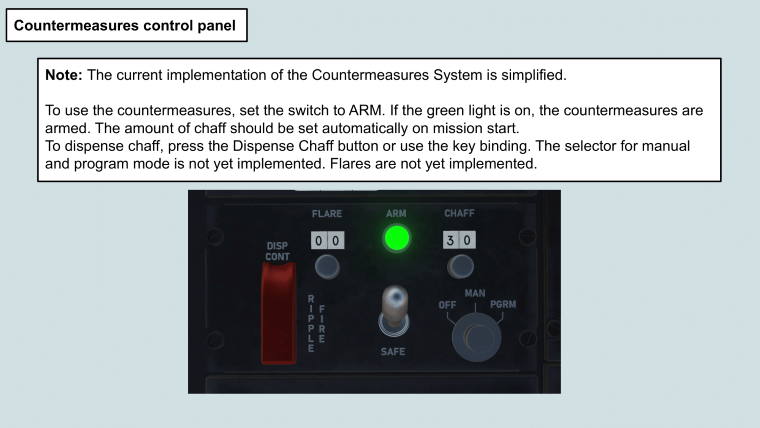 Countermeasures control panel
Note: The current implementation of the Countermeasures System is simplified.
To use the countermeasures, set the switch to ARM. If the green light is on, the countermeasures are
armed. The amount of chaff should be set automatically on mission start.
To dispense chaff, press the Dispense Chaff button or use the key binding. The selector for manual
and program mode is not yet implemented. Flares are not yet implemented.
FLARE ARM CHAFF
00 30
DISP
CONT
RIPPLE
FIRE
MAN
OFF PGRM
SAFE